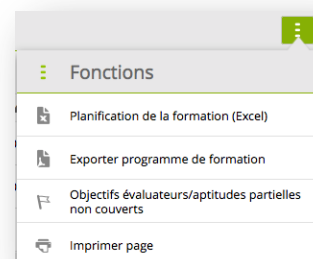 Fonctions
Planification de la formation (Excel)
Exporter programme de formation
Objectifs évaluateurs/aptitudes partielles
non couverts
Imprimer page